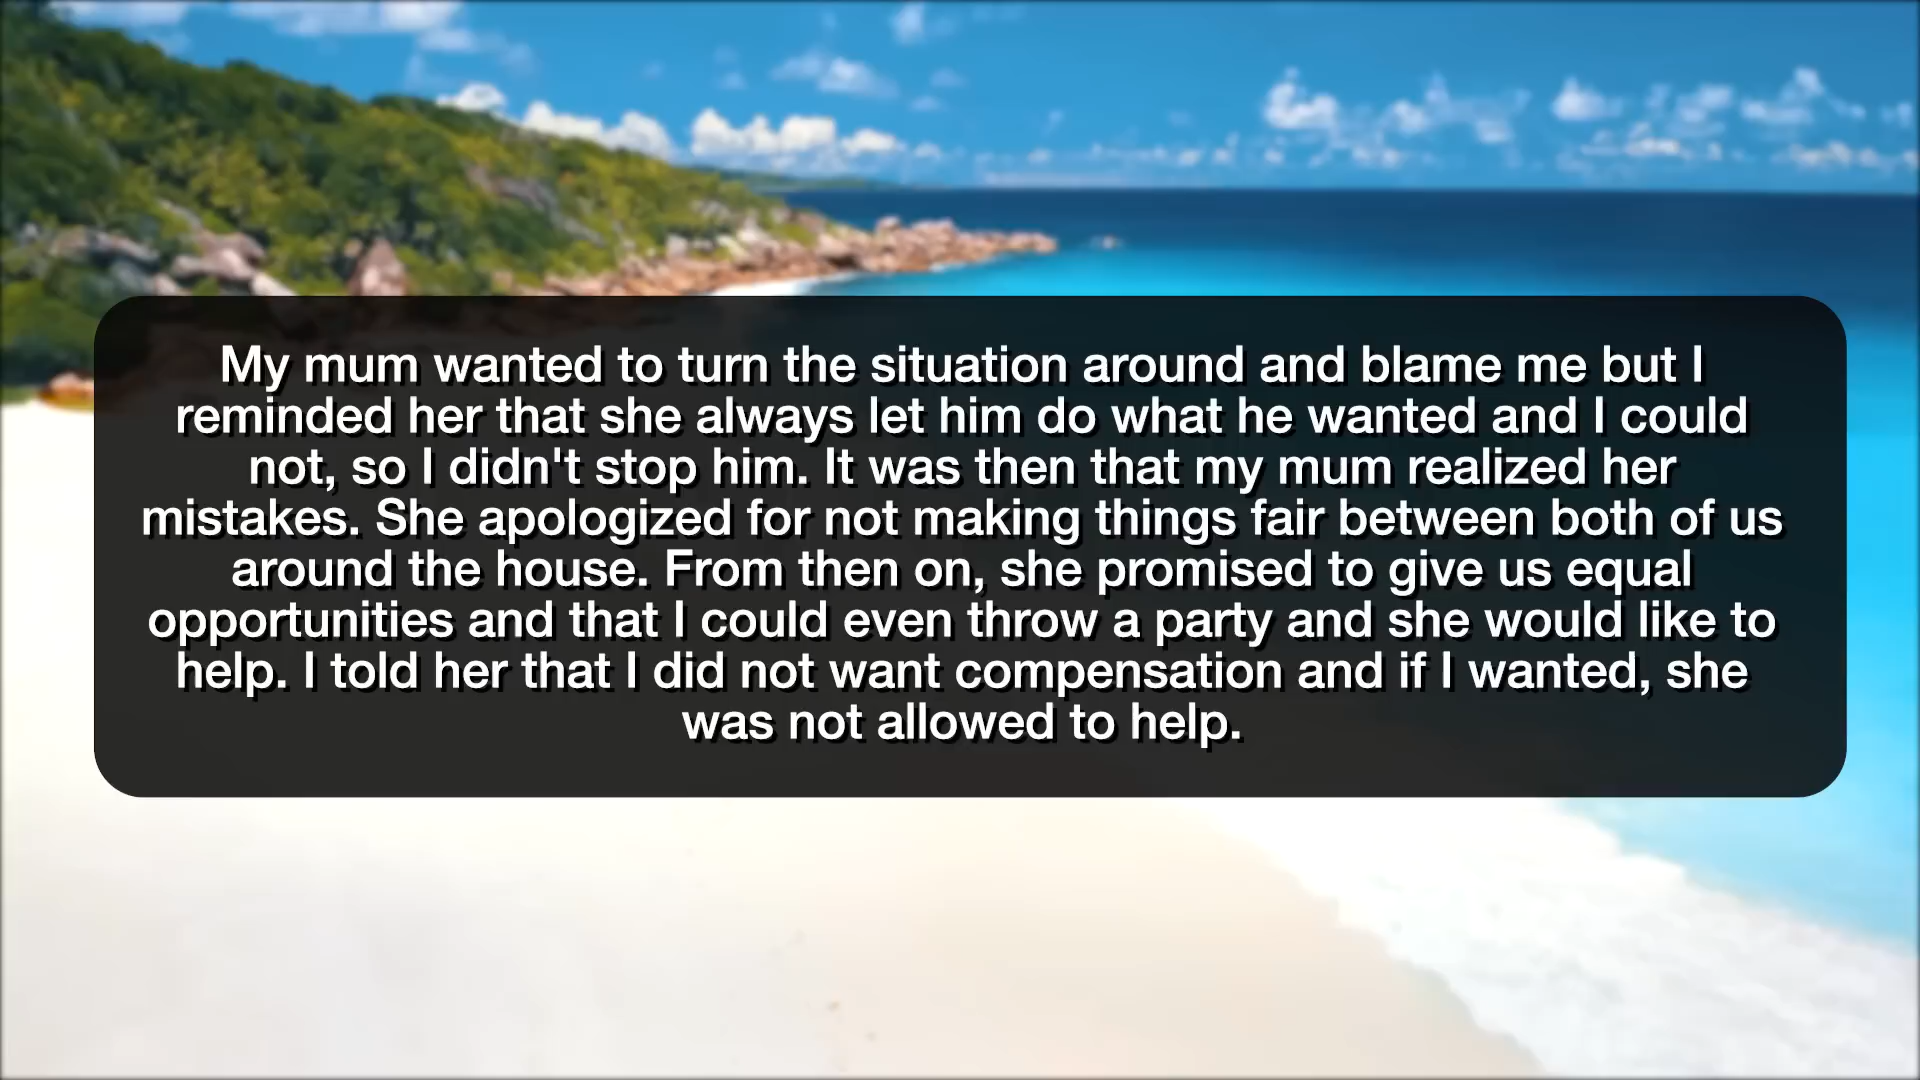 My mum wanted to turn the situation around and blame me but I
reminded her that she always let him do what he wanted and I could
not, so I didn't stop him. It was then that my mum realized her
mistakes. She apologized for not making things fair between both of us
around the house. From then on, she promised to give us equal
opportunities and that I could even throw a party and she would like to
help. I told her that I did not want compensation and if I wanted, she
was not allowed to help.